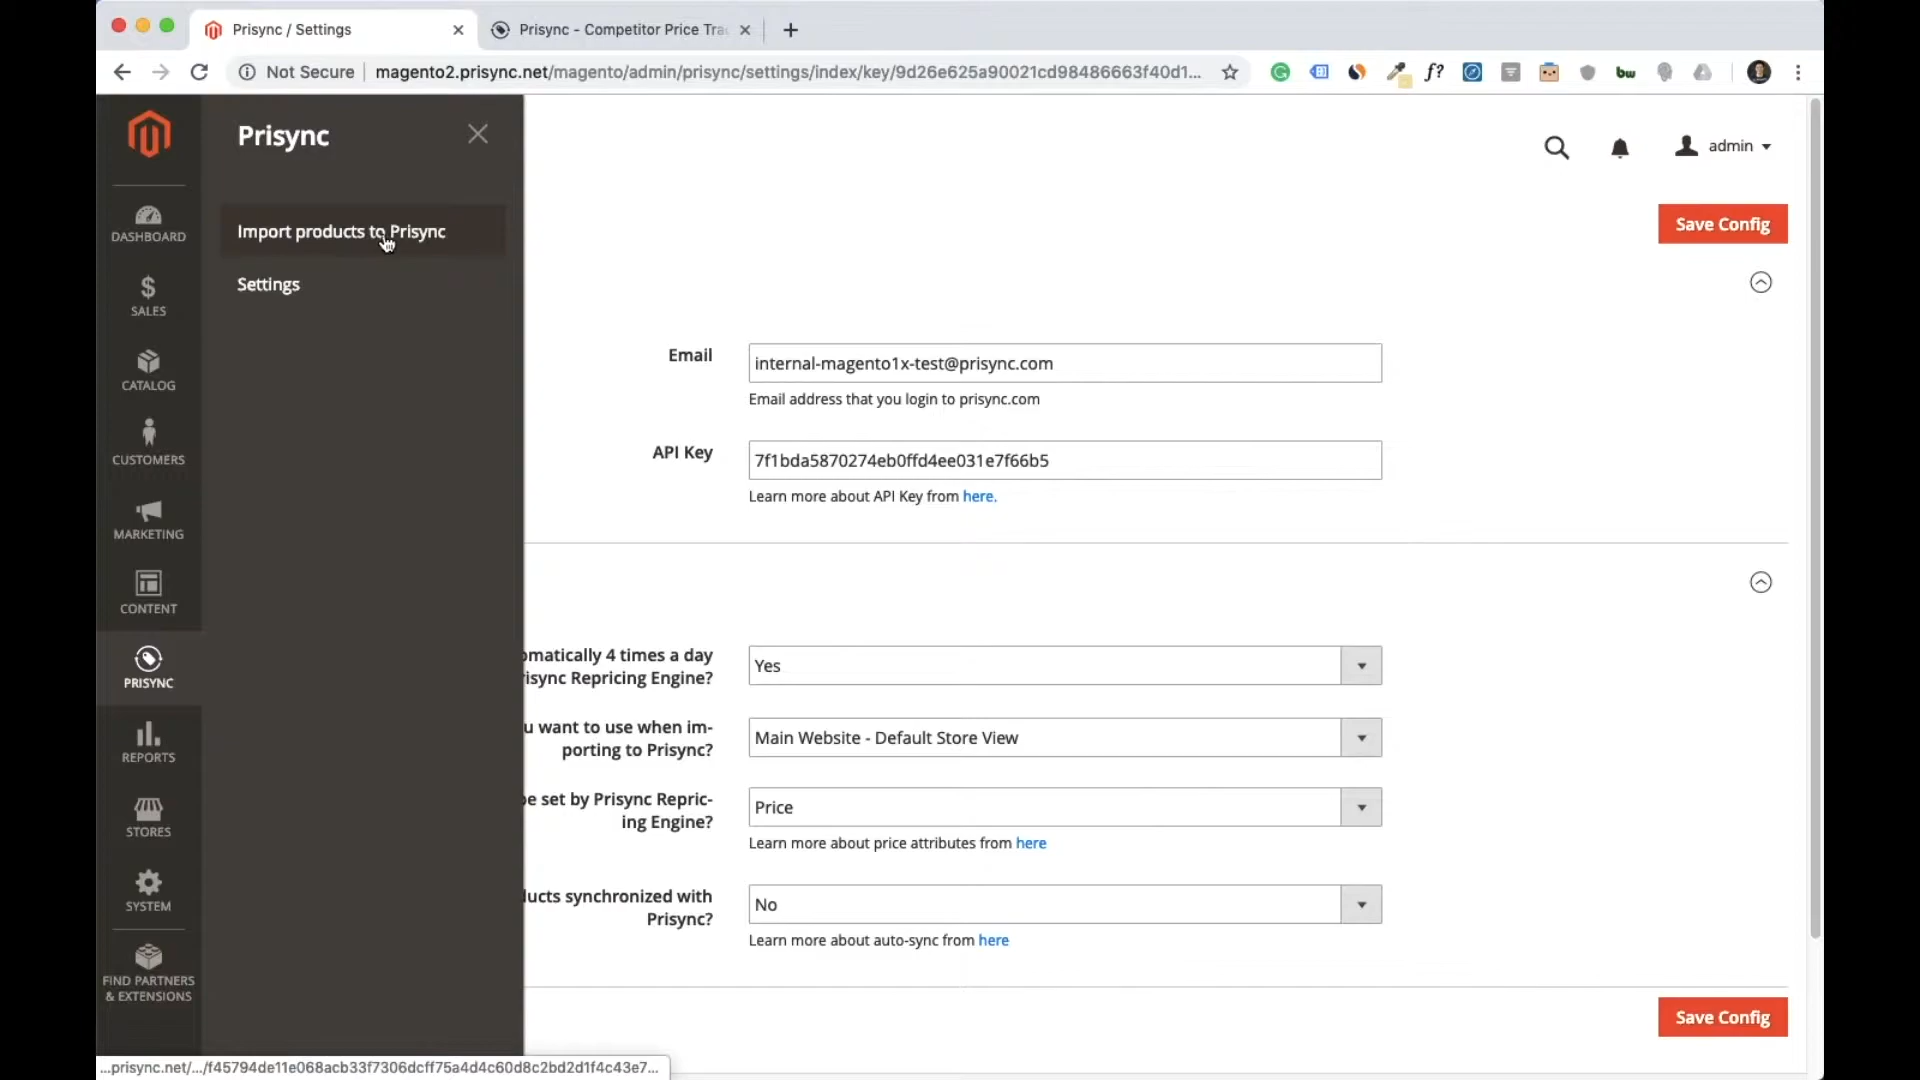 Prisync / Settings
Prisync - Competitor Price Tra
Not Secure
magento2.prisync.net/magento/admin/prisync/settings/index/key/9d26e625a90021cd98486663f40d1...
f?
bw
Prisync
admin
DASHBOARD
Import products to Prisync
Save Config
Settings
SALES
Email
internal-magento1x-test@prisync.com
CATALOG
Email address that you login to prisync.com
CUSTOMERS
API Key
7f1bda5870274eb0ffd4ee031e7f66b5
Learn more about API Key from here.
MARKETING
CONTENT
omatically 4 times a day
risync Repricing Engine?
Yes
PRISYNC
u want to use when im-
porting to Prisync?
Main Website - Default Store View
REPORTS
be set by Prisync Repric-
ing Engine?
Price
STORES
Learn more about price attributes from here
SYSTEM
ducts synchronized with
Prisync?
No
Learn more about auto-sync from here
FIND PARTNERS
& EXTENSIONS
Save Config
...prisync.net/.../f45794de11e068acb33f7306dcff75a4d4c60d8c2bd2d1f4c43e7...